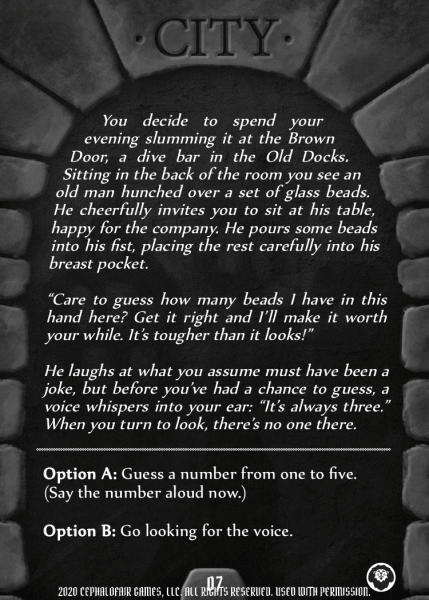 · CITY ·
You decide to spend your
evening slumming it at the Brown
Door, a dive bar in the Old Docks.
Sitting in the back of the room you see an
old man hunched over a set of glass beads.
He cheerfully invites you to sit at his table,
happy for the company. He pours some beads
into his fist, placing the rest carefully into his
breast pocket.
“Care to guess how many beads I have in this
hand here? Get it right and I’ll make it worth
your while. It’s tougher than it looks!”
He laughs at what you assume must have been a
joke, but before you’ve had a chance to guess, a
voice whispers into your ear: “It’s always three.”
When you turn to look, there’s no one there.
Option A: Guess a number from one to five.
(Say the number aloud now.)
Option B: Go looking for the voice.
07
2020 CEPHALOFAIR GAMES, LLC. ALL RIGHTS RESERVED. USED WITH PERMISSION.